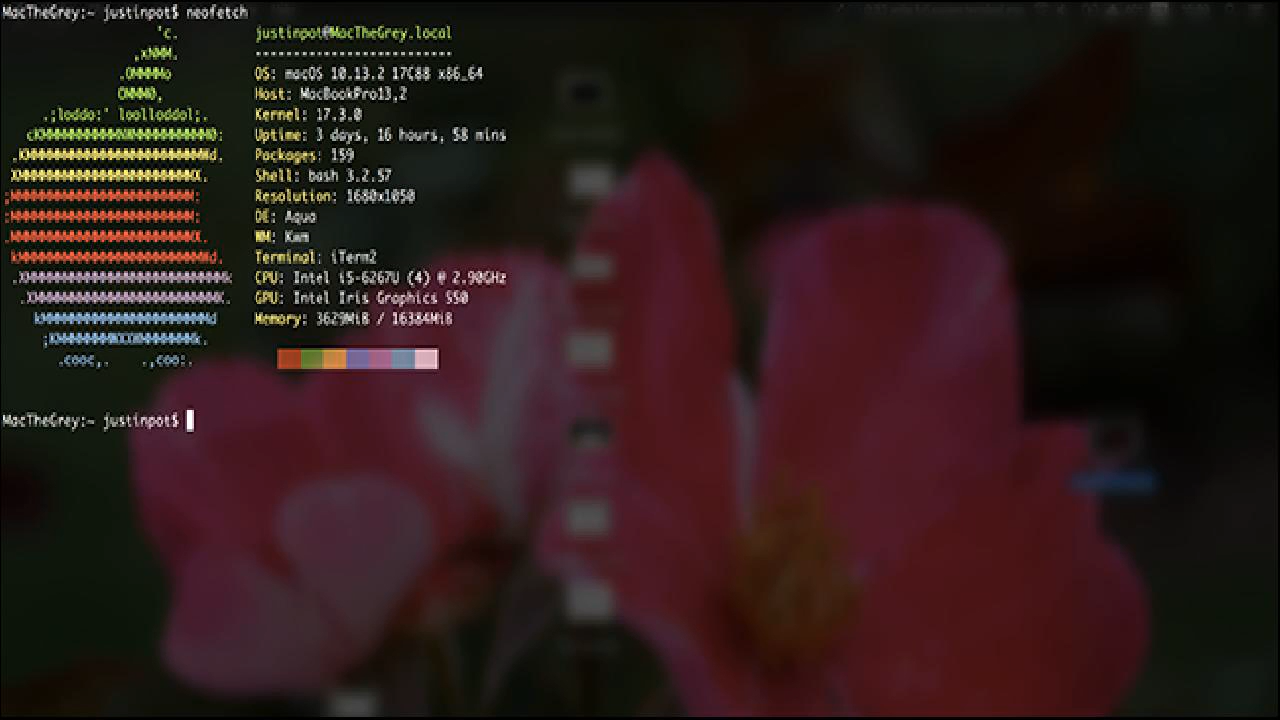 MacTheGrey:~ justinpot$ neofetch
justinpot@MacTheGrey.local
--------------------------
OS: macOS 10.13.2 17C88 x86_64
Host: MacBookPro13,2
Kernel: 17.3.0
Uptime: 3 days, 16 hours, 58 mins
Packages: 159
Shell: bash 3.2.57
Resolution: 1680x1050
DE: Aqua
WM: Kwm
Terminal: iTerm2
CPU: Intel i5-6267U (4) @ 2.90GHz
GPU: Intel Iris Graphics 550
Memory: 3629MiB / 16384MiB
MacTheGrey:~ justinpot$